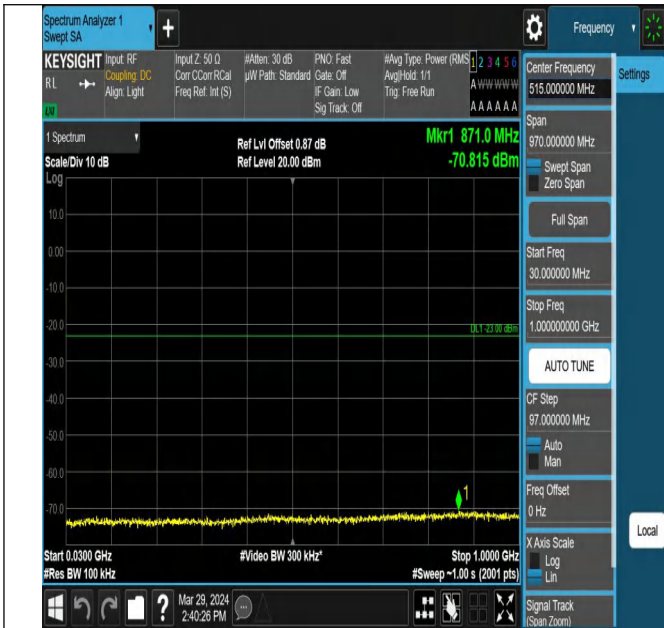 Spectrum Analyzer 1
Swept SA
Frequency
KEYSIGHT
RL
LXI
Input: RF
Coupling: DC
Align: Light
Input Z: 50 Ω
Corr CCorr RCal
Freq Ref: Int (S)
#Atten: 30 dB
µW Path: Standard
PNO: Fast
Gate: Off
IF Gain: Low
Sig Track: Off
#Avg Type: Power (RMS
Avg|Hold: 1/1
Trig: Free Run
1 2 3 4 5 6
A W W W W W
A A A A A A
1 Spectrum
Scale/Div 10 dB
Log
Ref Lvl Offset 0.87 dB
Ref Level 20.00 dBm
Mkr1 871.0 MHz
-70.815 dBm
10.0
0.00
-10.0
-20.0
DL1 -23.00 dBm
-30.0
-40.0
-50.0
-60.0
1
-70.0
Start 0.0300 GHz
#Res BW 100 kHz
#Video BW 300 kHz*
Stop 1.0000 GHz
#Sweep ~1.00 s (2001 pts)
Mar 29, 2024
2:40:26 PM
Center Frequency
515.000000 MHz
Span
970.000000 MHz
Swept Span
Zero Span
Full Span
Start Freq
30.000000 MHz
Stop Freq
1.000000000 GHz
AUTO TUNE
CF Step
97.000000 MHz
Auto
Man
Freq Offset
0 Hz
X Axis Scale
Log
Lin
Signal Track
(Span Zoom)
Settings
Local